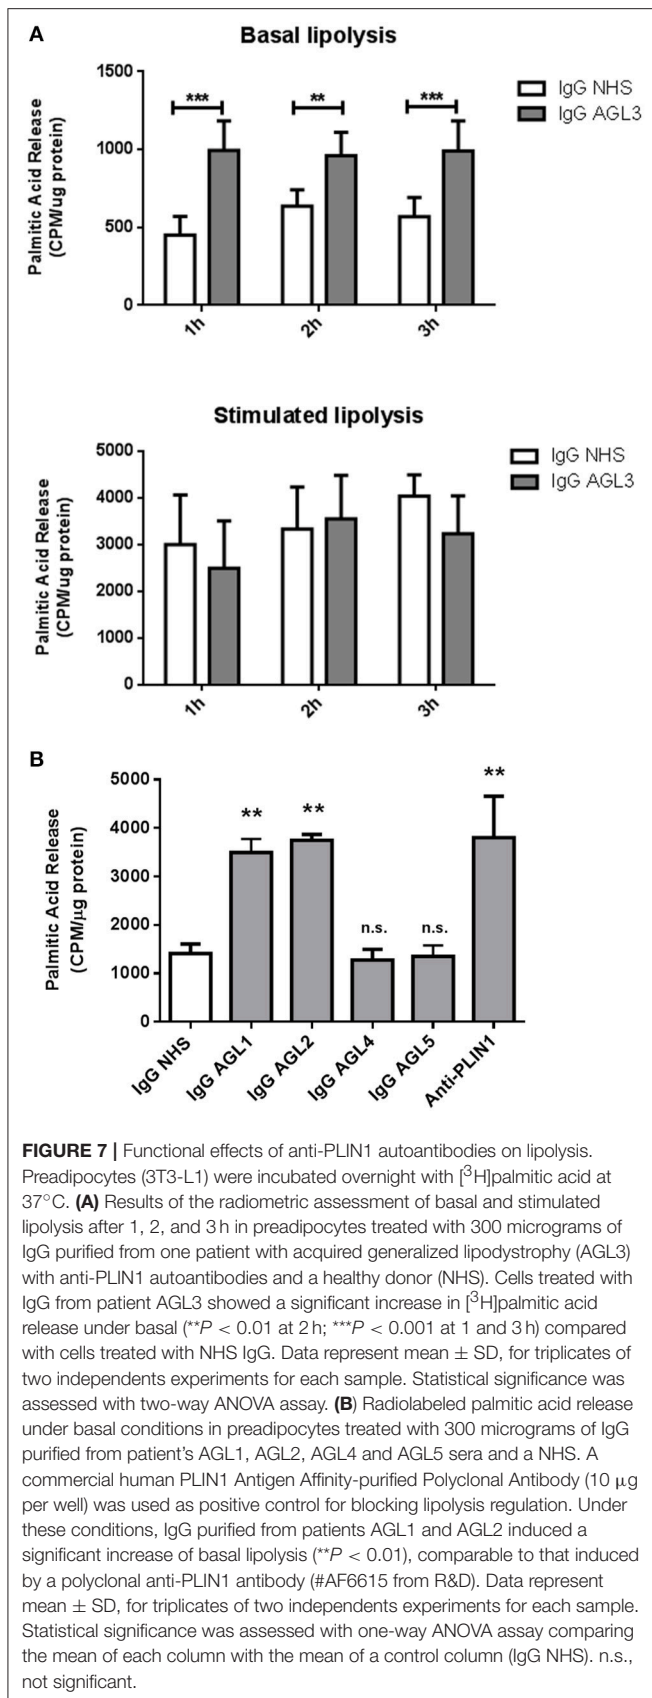 A
Basal lipolysis
Palmitic Acid Release
(CPM/ug protein)
1500
1000
500
0
***
**
***
IgG NHS
IgG AGL3
1h
2h
3h
Stimulated lipolysis
Palmitic Acid Release
(CPM/ug protein)
5000
4000
3000
2000
1000
0
IgG NHS
IgG AGL3
1h
2h
3h
B
Palmitic Acid Release
(CPM/µg protein)
5000
4000
3000
2000
1000
0
**
**
n.s.
n.s.
**
IgG NHS
IgG AGL1
IgG AGL2
IgG AGL4
IgG AGL5
Anti-PLIN1
FIGURE 7 | Functional effects of anti-PLIN1 autoantibodies on lipolysis.
Preadipocytes (3T3-L1) were incubated overnight with [³H]palmitic acid at
37°C. (A) Results of the radiometric assessment of basal and stimulated
lipolysis after 1, 2, and 3 h in preadipocytes treated with 300 micrograms of
IgG purified from one patient with acquired generalized lipodystrophy (AGL3)
with anti-PLIN1 autoantibodies and a healthy donor (NHS). Cells treated with
IgG from patient AGL3 showed a significant increase in [³H]palmitic acid
release under basal (**P < 0.01 at 2 h; ***P < 0.001 at 1 and 3 h) compared
with cells treated with NHS IgG. Data represent mean ± SD, for triplicates of
two independents experiments for each sample. Statistical significance was
assessed with two-way ANOVA assay. (B) Radiolabeled palmitic acid release
under basal conditions in preadipocytes treated with 300 micrograms of IgG
purified from patient's AGL1, AGL2, AGL4 and AGL5 sera and a NHS. A
commercial human PLIN1 Antigen Affinity-purified Polyclonal Antibody (10 µg
per well) was used as positive control for blocking lipolysis regulation. Under
these conditions, IgG purified from patients AGL1 and AGL2 induced a
significant increase of basal lipolysis (**P < 0.01), comparable to that induced
by a polyclonal anti-PLIN1 antibody (#AF6615 from R&D). Data represent
mean ± SD, for triplicates of two independents experiments for each sample.
Statistical significance was assessed with one-way ANOVA assay comparing
the mean of each column with the mean of a control column (IgG NHS). n.s.,
not significant.